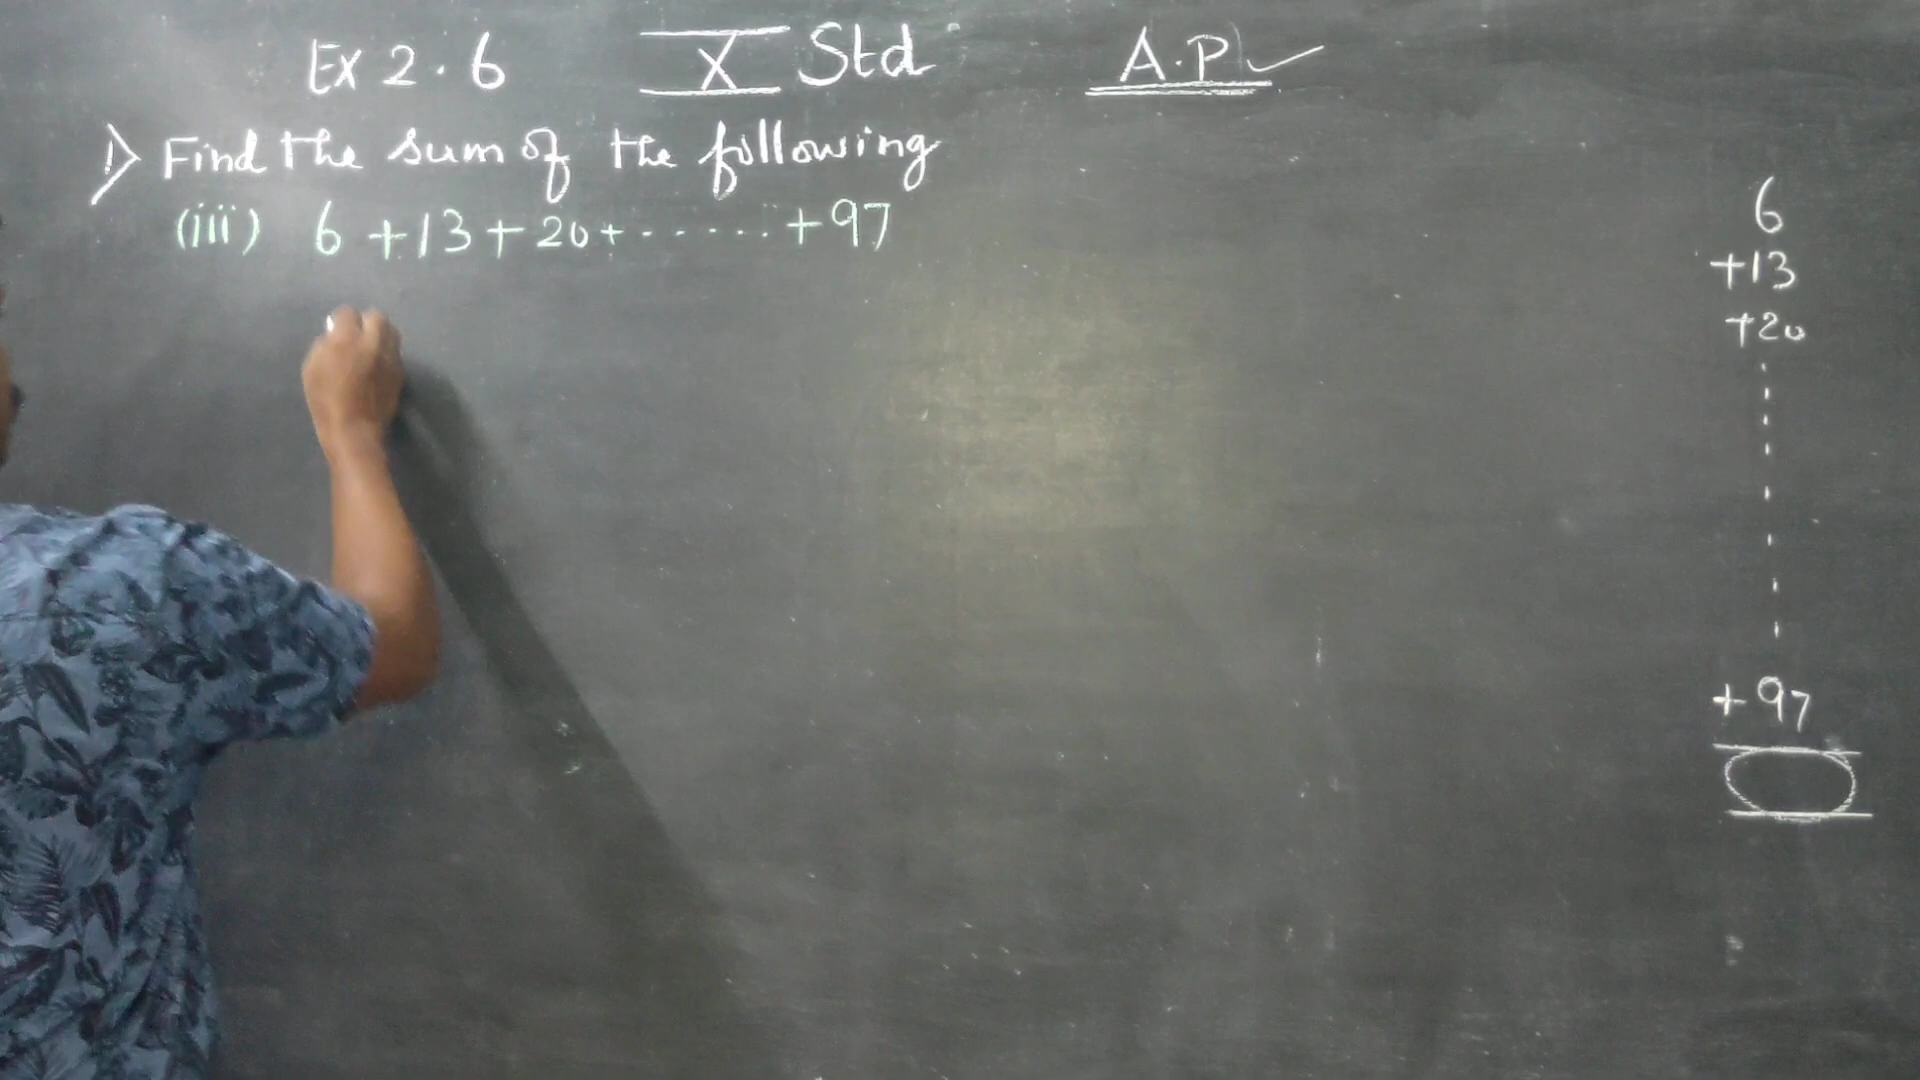 Ex 2.6 X Std A.P
1) Find the sum of the following
(iii) 6 +13+20+.......+97
6
+13
+20
+97